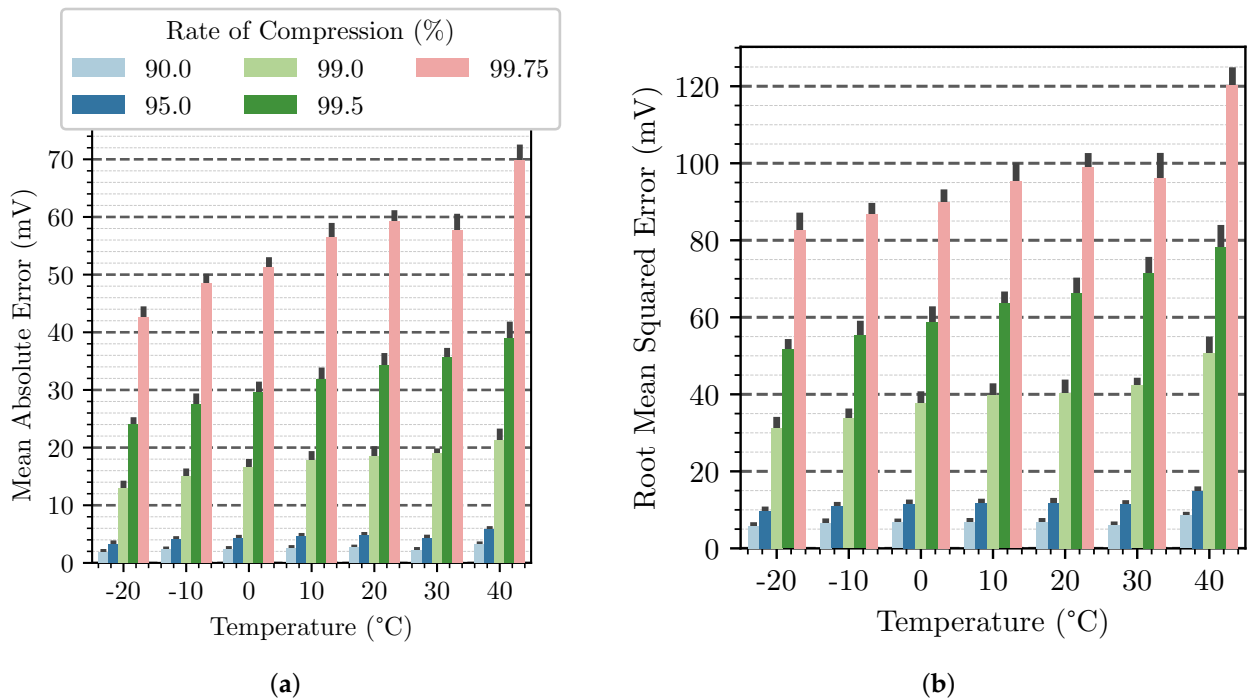 Rate of Compression (%)
90.0 99.0 99.75
95.0 99.5
Mean Absolute Error (mV)
70
60
50
40
30
20
10
0
-20 -10 0 10 20 30 40
Temperature (°C)
(a)
Root Mean Squared Error (mV)
120
100
80
60
40
20
0
-20 -10 0 10 20 30 40
Temperature (°C)
(b)